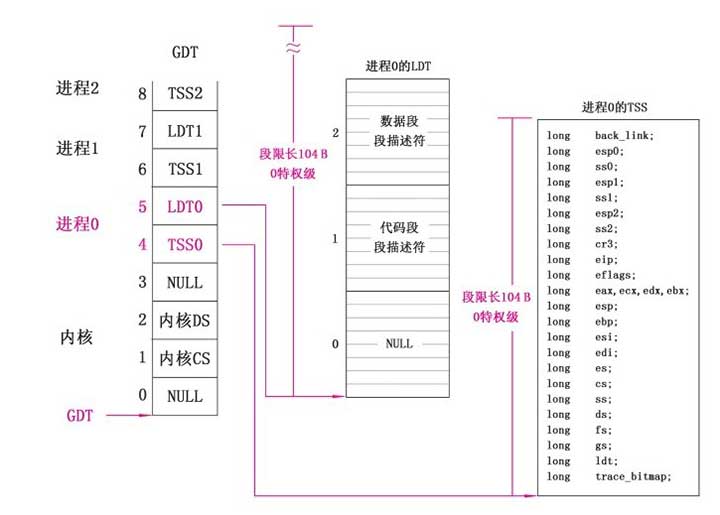 GDT
进程2
8 TSS2
7 LDT1
进程1
6 TSS1
5 LDT0
进程0
4 TSS0
3 NULL
2 内核DS
内核
1 内核CS
0 NULL
GDT
段限长104B
0特权级
进程0的LDT
2
数据段
段描述符
1
代码段
段描述符
0 NULL
段限长104B
0特权级
进程0的TSS
long back_link;
long esp0;
long ss0;
long esp1;
long ss1;
long esp2;
long ss2;
long cr3;
long eip;
long eflags;
long eax,ecx,edx,ebx;
long esp;
long ebp;
long esi;
long edi;
long es;
long cs;
long ss;
long ds;
long fs;
long gs;
long ldt;
long trace_bitmap;